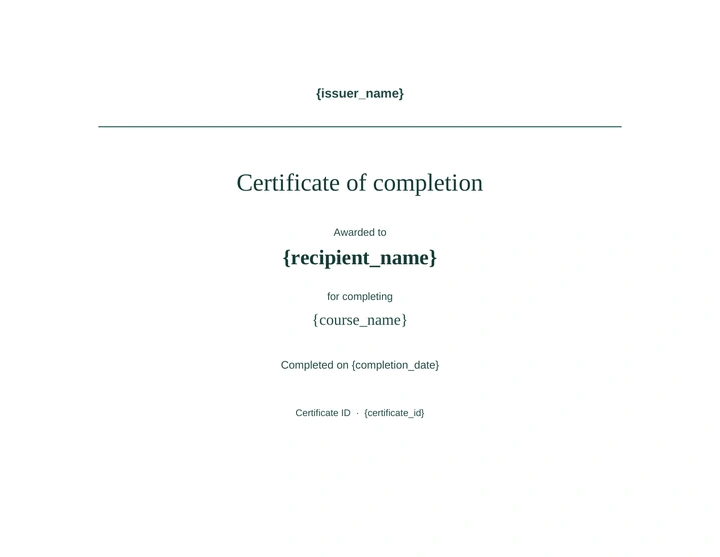 {issuer_name}
Certificate of completion
Awarded to
{recipient_name}
for completing
{course_name}
Completed on {completion_date}
Certificate ID · {certificate_id}